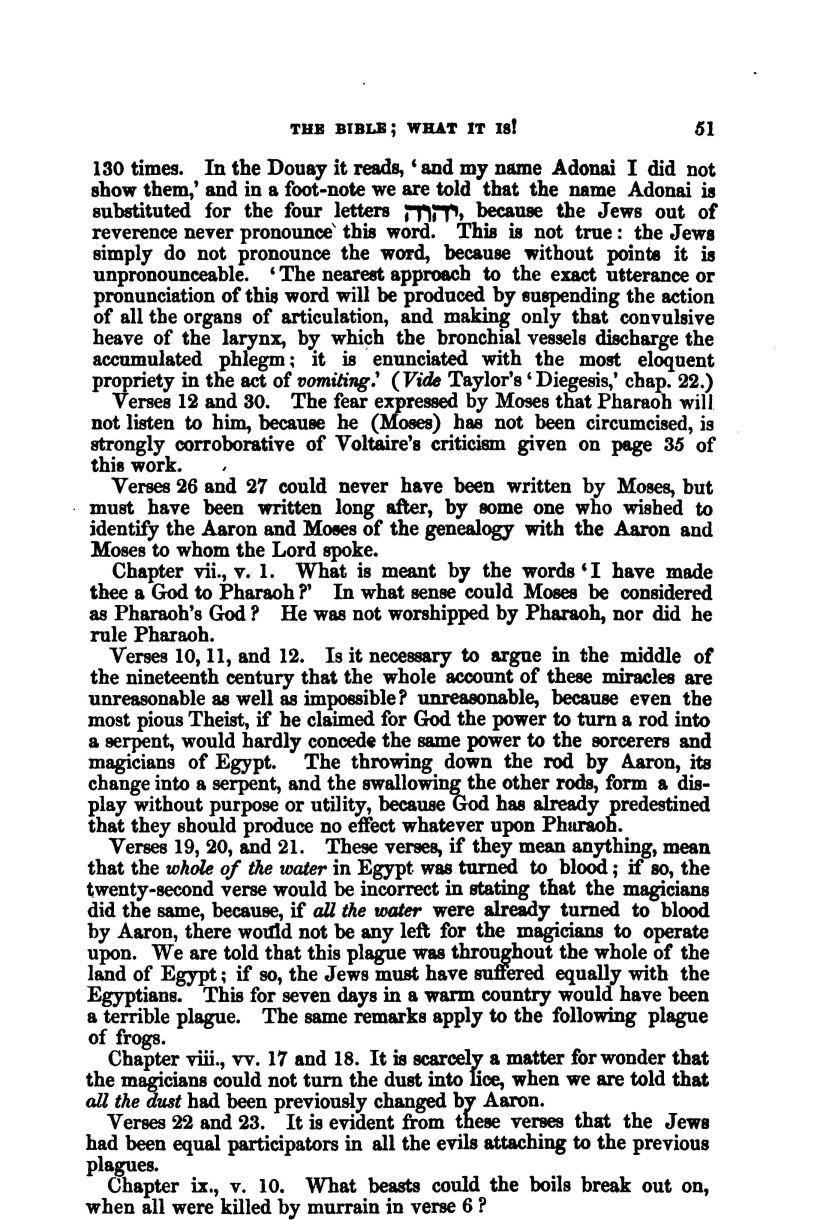 THE BIBLE; WHAT IT IS! 51
130 times. In the Douay it reads, ‘and my name Adonai I did not
show them,’ and in a foot-note we are told that the name Adonai is
substituted for the four letters יהוה, because the Jews out of
reverence never pronounce this word. This is not true: the Jews
simply do not pronounce the word, because without points it is
unpronounceable. ‘The nearest approach to the exact utterance or
pronunciation of this word will be produced by suspending the action
of all the organs of articulation, and making only that convulsive
heave of the larynx, by which the bronchial vessels discharge the
accumulated phlegm; it is enunciated with the most eloquent
propriety in the act of vomiting.’ (Vide Taylor’s ‘Diegesis,’ chap. 22.)
Verses 12 and 30. The fear expressed by Moses that Pharaoh will
not listen to him, because he (Moses) has not been circumcised, is
strongly corroborative of Voltaire’s criticism given on page 35 of
this work.
Verses 26 and 27 could never have been written by Moses, but
must have been written long after, by some one who wished to
identify the Aaron and Moses of the genealogy with the Aaron and
Moses to whom the Lord spoke.
Chapter vii., v. 1. What is meant by the words ‘I have made
thee a God to Pharaoh?’ In what sense could Moses be considered
as Pharaoh’s God? He was not worshipped by Pharaoh, nor did he
rule Pharaoh.
Verses 10, 11, and 12. Is it necessary to argue in the middle of
the nineteenth century that the whole account of these miracles are
unreasonable as well as impossible? unreasonable, because even the
most pious Theist, if he claimed for God the power to turn a rod into
a serpent, would hardly concede the same power to the sorcerers and
magicians of Egypt. The throwing down the rod by Aaron, its
change into a serpent, and the swallowing the other rods, form a dis-
play without purpose or utility, because God has already predestined
that they should produce no effect whatever upon Pharaoh.
Verses 19, 20, and 21. These verses, if they mean anything, mean
that the whole of the water in Egypt was turned to blood; if so, the
twenty-second verse would be incorrect in stating that the magicians
did the same, because, if all the water were already turned to blood
by Aaron, there would not be any left for the magicians to operate
upon. We are told that this plague was throughout the whole of the
land of Egypt; if so, the Jews must have suffered equally with the
Egyptians. This for seven days in a warm country would have been
a terrible plague. The same remarks apply to the following plague
of frogs.
Chapter viii., vv. 17 and 18. It is scarcely a matter for wonder that
the magicians could not turn the dust into lice, when we are told that
all the dust had been previously changed by Aaron.
Verses 22 and 23. It is evident from these verses that the Jews
had been equal participators in all the evils attaching to the previous
plagues.
Chapter ix., v. 10. What beasts could the boils break out on,
when all were killed by murrain in verse 6?